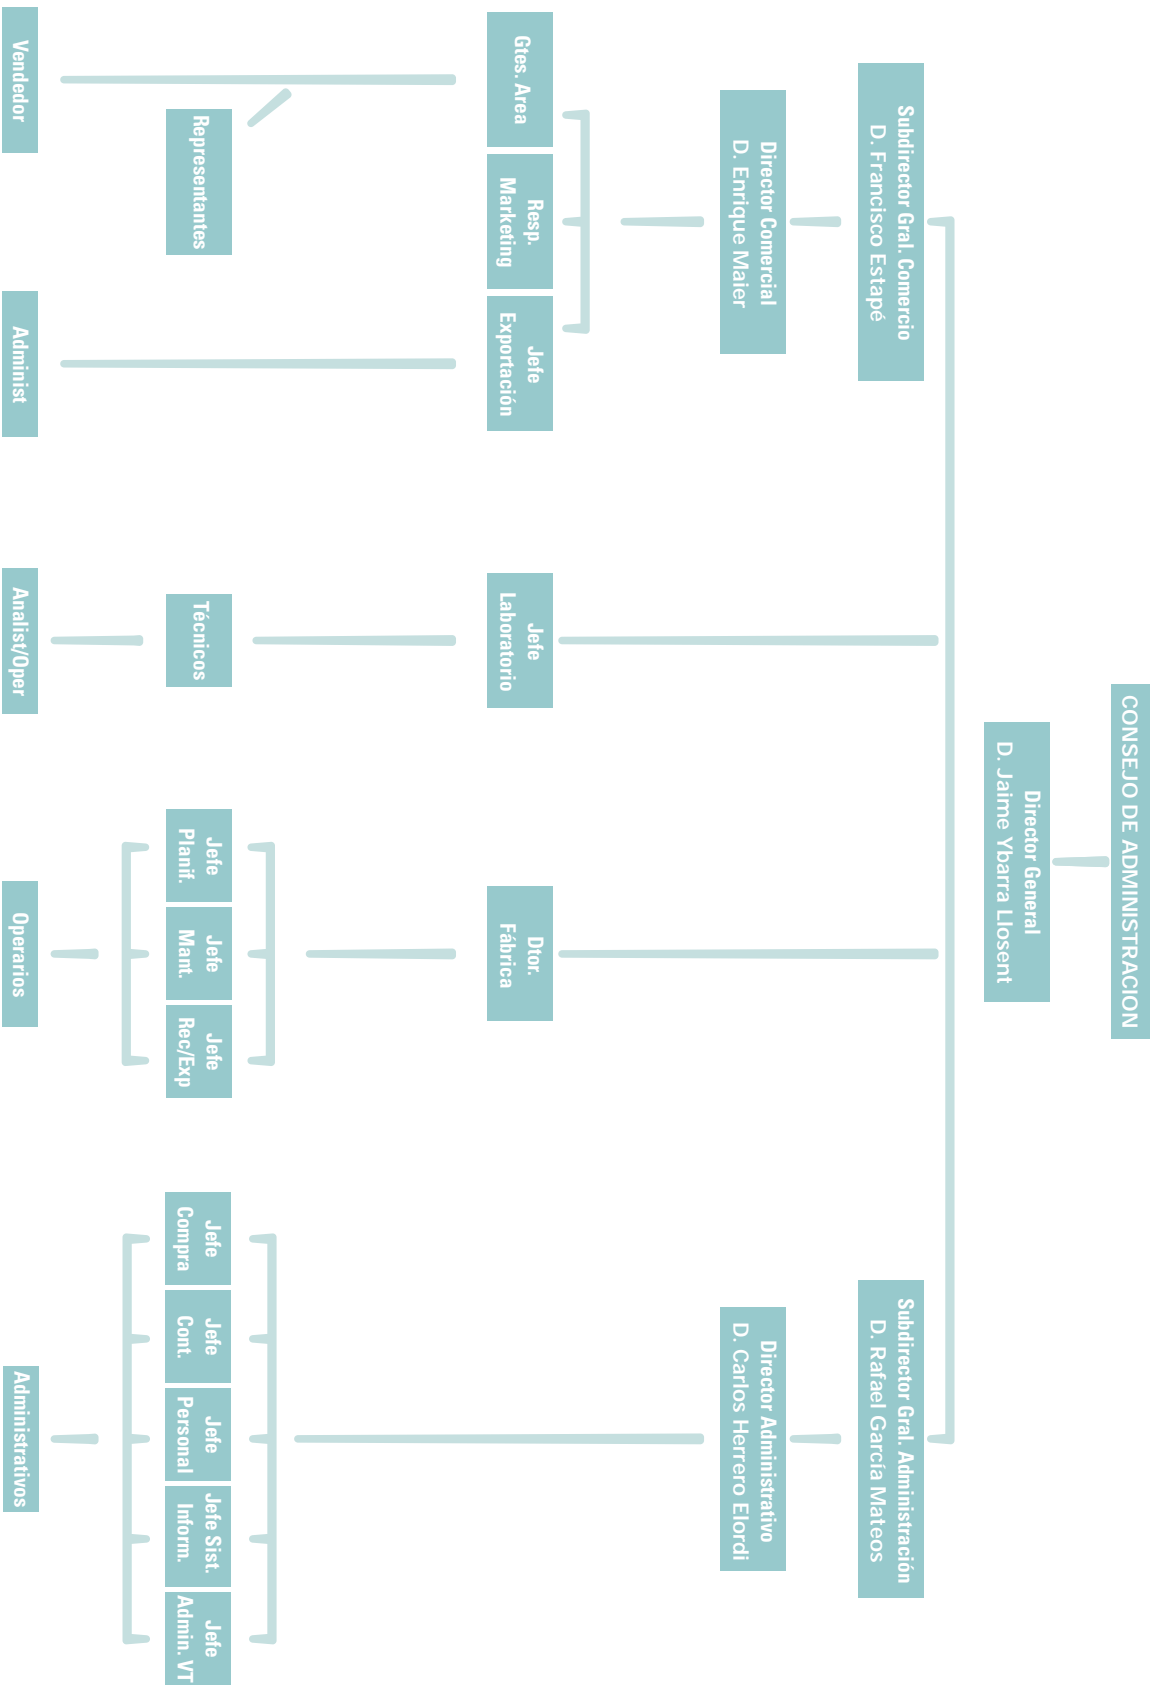 CONSEJO DE ADMINISTRACION
Director General
D. Jaime Ybarra Llosent
Subdirector Gral. Comercio
D. Francisco Estapé
Subdirector Gral. Administración
D. Rafael García Mateos
Director Comercial
D. Enrique Maier
Director Administrativo
D. Carlos Herrero Elordi
Gtes. Area
Resp.
Marketing
Jefe
Exportación
Jefe
Laboratorio
Dtor.
Fábrica
Representantes
Técnicos
Jefe
Planif.
Jefe
Mant.
Jefe
Rec/Exp
Jefe
Compra
Jefe
Cont.
Jefe
Personal
Jefe Sist.
Inform.
Jefe
Admin. VT
Vendedor
Administ
Analist/Oper
Operarios
Administrativos